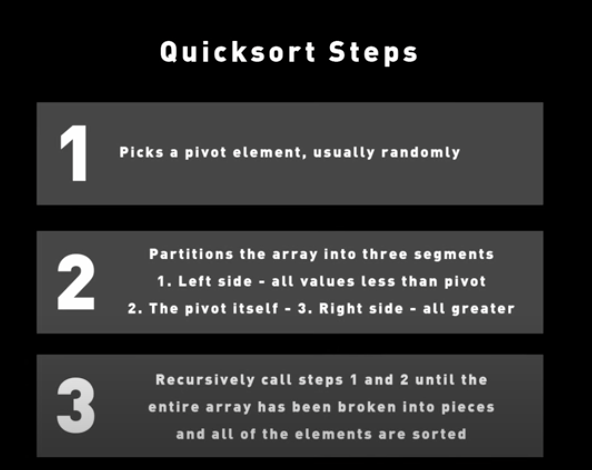 Quicksort Steps
1
Picks a pivot element, usually randomly
2
Partitions the array into three segments
1. Left side - all values less than pivot
2. The pivot itself - 3. Right side - all greater
3
Recursively call steps 1 and 2 until the
entire array has been broken into pieces
and all of the elements are sorted